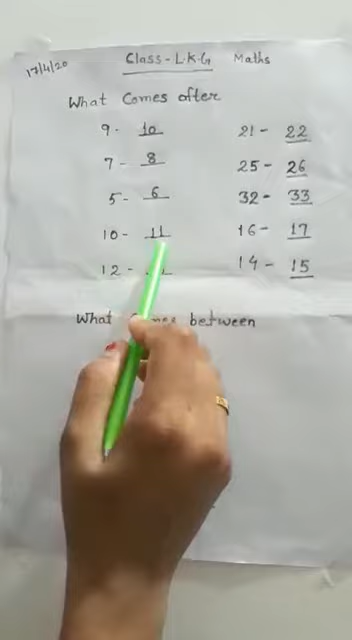 17/4/20
Class - L.K.G Maths
What Comes after
9 - 10
7 - 8
5 - 6
10 - 11
12 -
21 - 22
25 - 26
32 - 33
16 - 17
14 - 15
What Comes between